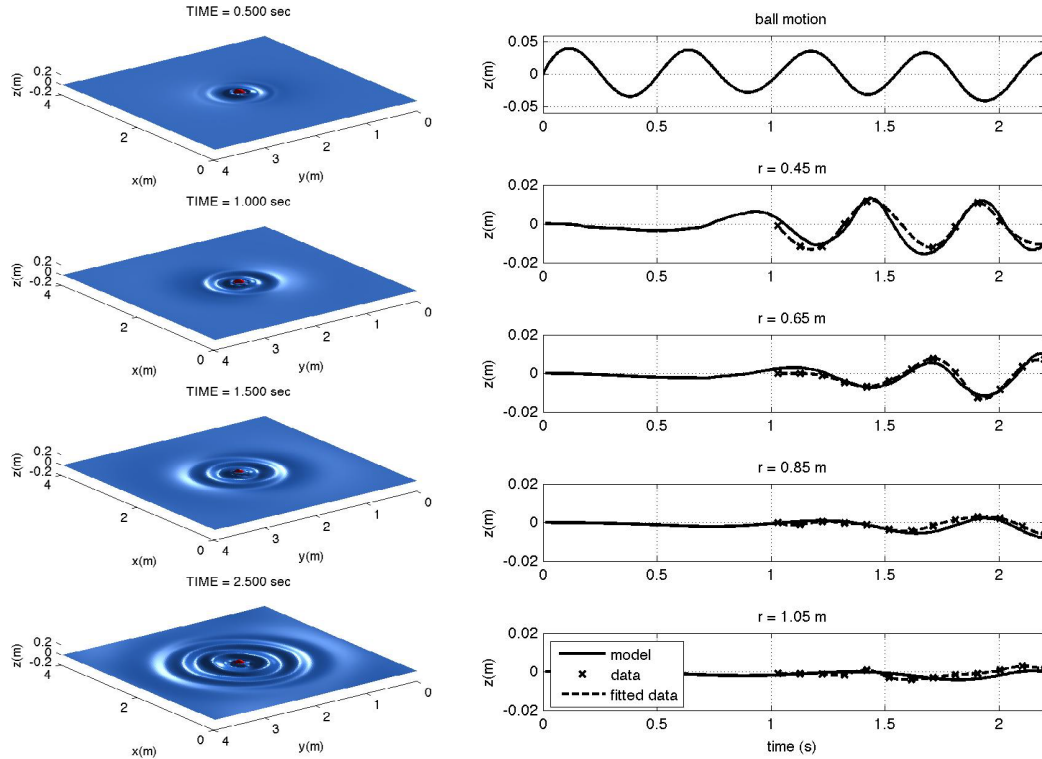 TIME = 0.500 sec
z(m)
0.2
0
-0.2
4
2
0
x(m)
4
3
2
1
0
y(m)
TIME = 1.000 sec
z(m)
0.2
0
-0.2
4
2
0
x(m)
4
3
2
1
0
y(m)
TIME = 1.500 sec
z(m)
0.2
0
-0.2
4
2
0
x(m)
4
3
2
1
0
y(m)
TIME = 2.500 sec
z(m)
0.2
0
-0.2
4
2
0
x(m)
4
3
2
1
0
y(m)
ball motion
z(m)
0.05
0
-0.05
0 0.5 1 1.5 2
r = 0.45 m
z(m)
0.02
0
-0.02
0 0.5 1 1.5 2
r = 0.65 m
z(m)
0.02
0
-0.02
0 0.5 1 1.5 2
r = 0.85 m
z(m)
0.02
0
-0.02
0 0.5 1 1.5 2
r = 1.05 m
z(m)
0.02
0
-0.02
model
data
fitted data
0 0.5 1 1.5 2
time (s)